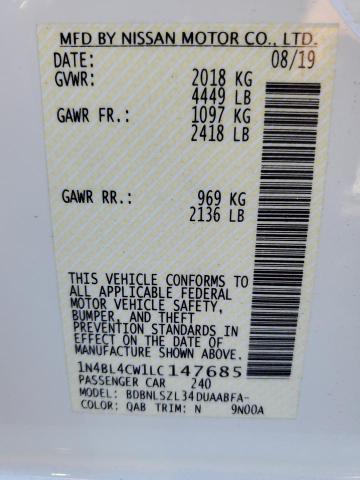 MFD BY NISSAN MOTOR CO., LTD.
DATE: 08/19
GVWR: 2018 KG
4449 LB
GAWR FR.: 1097 KG
2418 LB
GAWR RR.: 969 KG
2136 LB
THIS VEHICLE CONFORMS TO
ALL APPLICABLE FEDERAL
MOTOR VEHICLE SAFETY,
BUMPER, AND THEFT
PREVENTION STANDARDS IN
EFFECT ON THE DATE OF
MANUFACTURE SHOWN ABOVE.
1N4BL4CW1LC147685
PASSENGER CAR 240
MODEL: BDBNLSZL34DUAABFA-
COLOR: QAB TRIM: N 9N00A